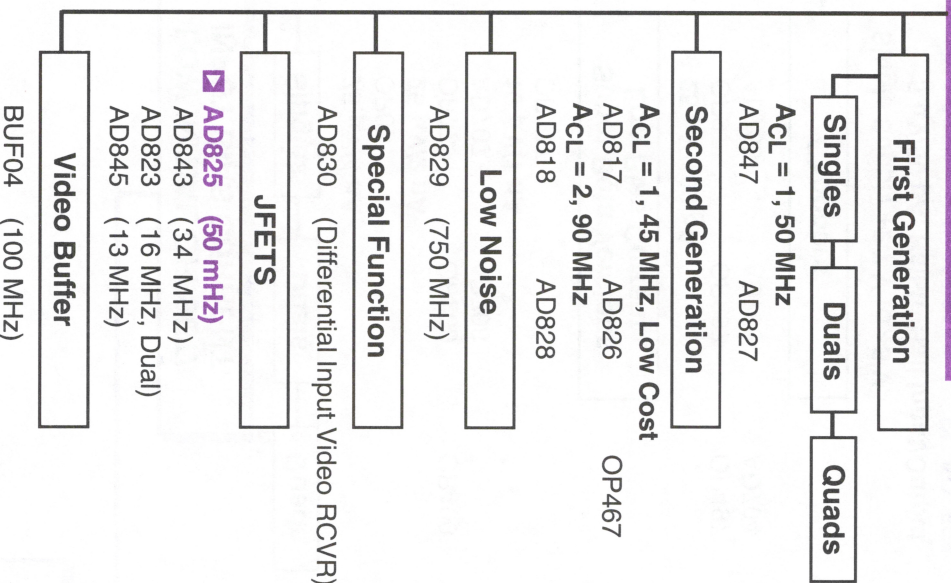 First Generation
Singles Duals Quads
ACL = 1, 50 MHz
AD847 AD827
Second Generation
ACL = 1, 45 MHz, Low Cost
AD817 AD826 OP467
ACL = 2, 90 MHz
AD818 AD828
Low Noise
AD829 (750 MHz)
Special Function
AD830 (Differential Input Video RCVR)
JFETS
AD825 (50 mHz)
AD843 (34 MHz)
AD823 (16 MHz, Dual)
AD845 (13 MHz)
Video Buffer
BUF04 (100 MHz)